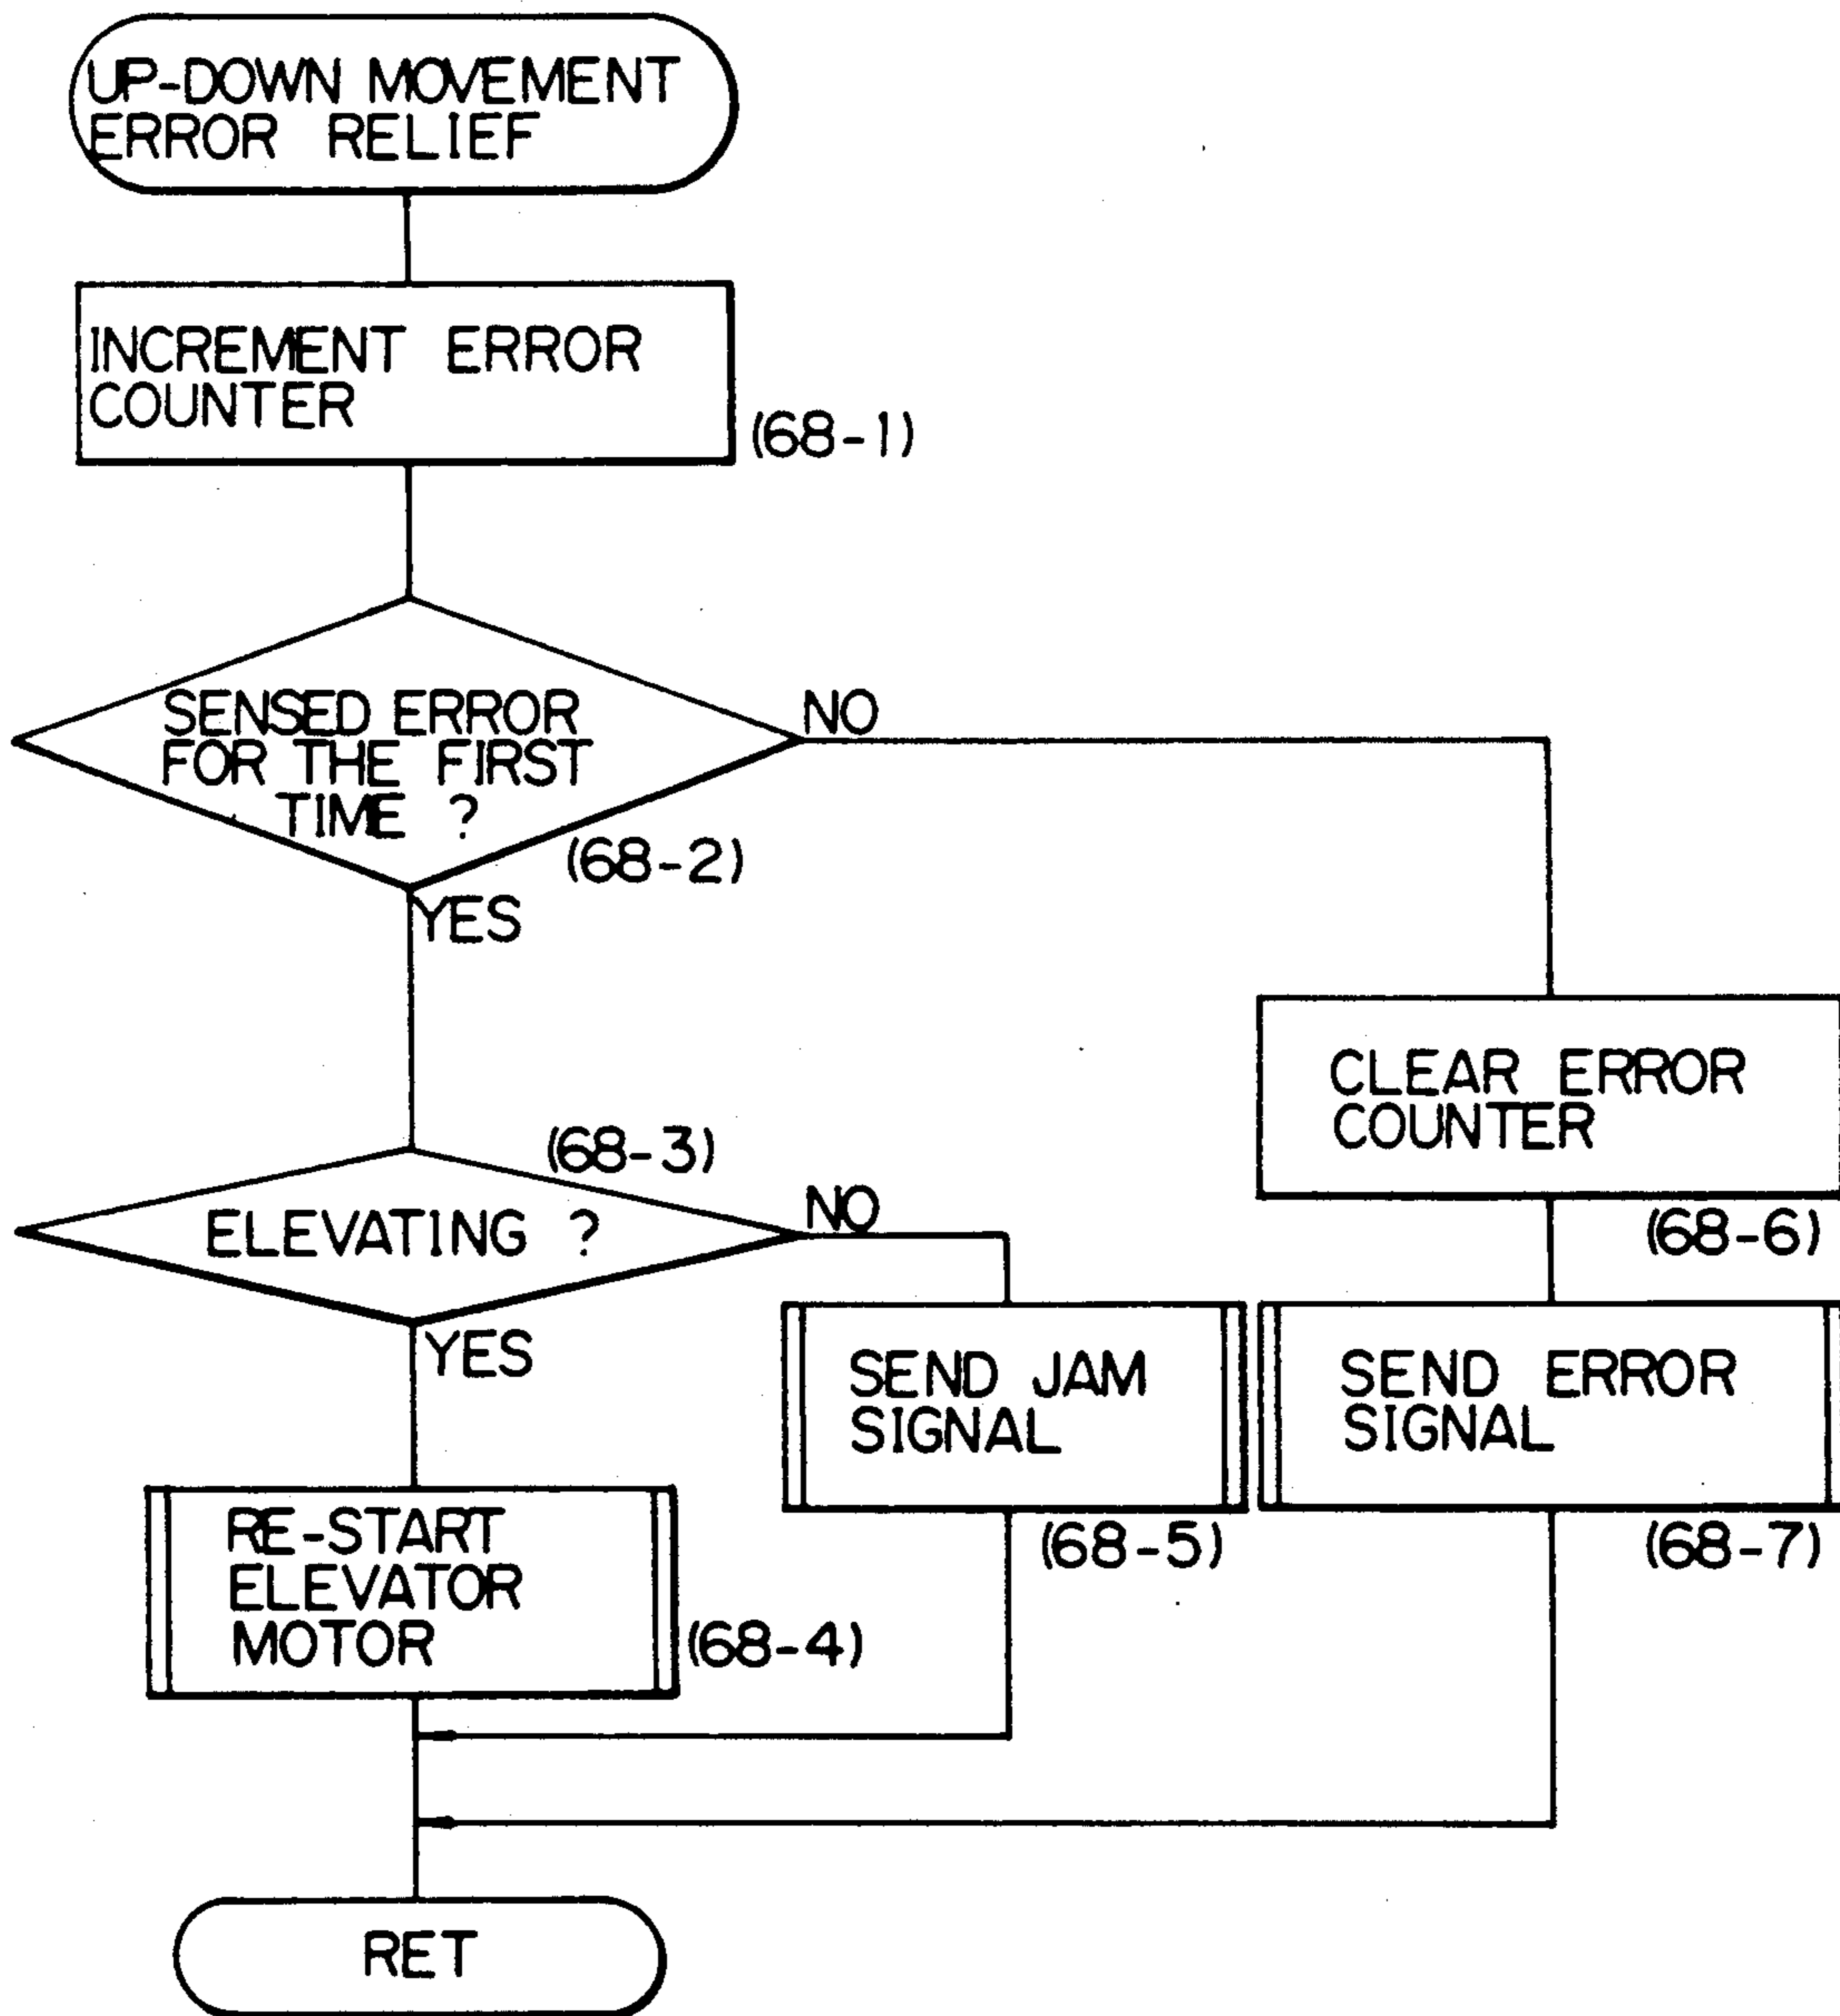 UP-DOWN MOVEMENT
ERROR RELIEF
INCREMENT ERROR
COUNTER
(68-1)
SENSED ERROR
FOR THE FIRST
TIME ?
NO
(68-2)
YES
CLEAR ERROR
COUNTER
(68-6)
(68-3)
ELEVATING ?
NO
YES
SEND JAM
SIGNAL
(68-5)
SEND ERROR
SIGNAL
(68-7)
RE-START
ELEVATOR
MOTOR
(68-4)
RET